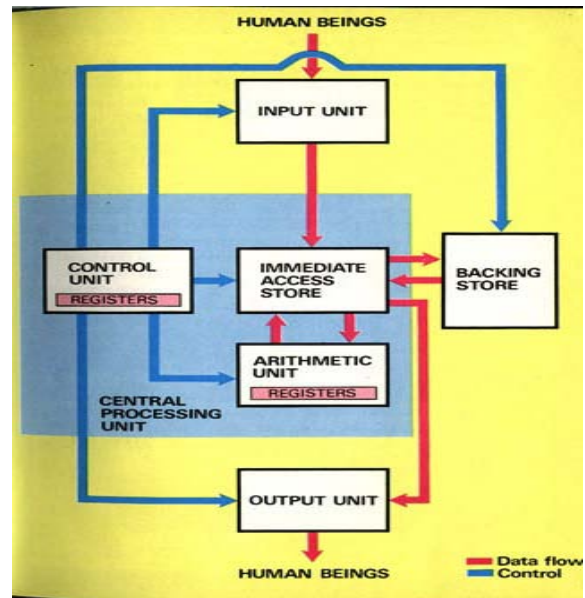 HUMAN BEINGS
INPUT UNIT
CONTROL
UNIT
REGISTERS
IMMEDIATE
ACCESS
STORE
BACKING
STORE
ARITHMETIC
UNIT
REGISTERS
CENTRAL
PROCESSING
UNIT
OUTPUT UNIT
HUMAN BEINGS
Data flow
Control